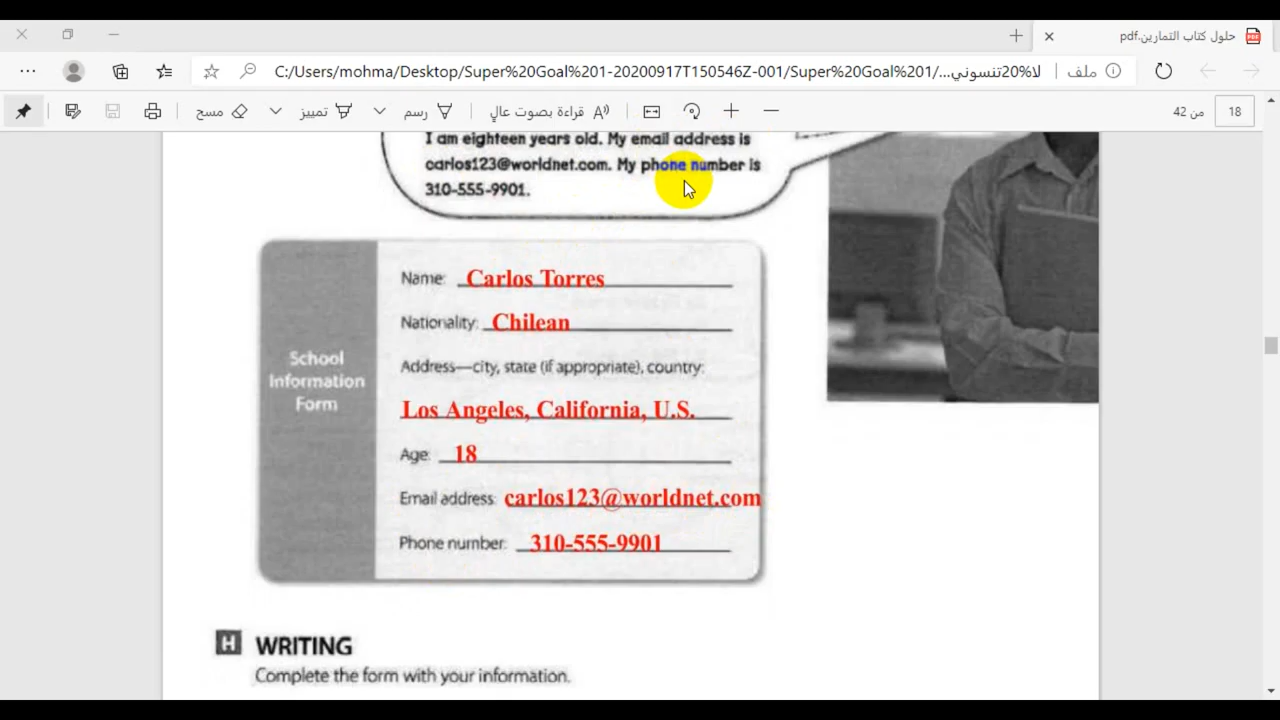 حلول كتاب التمارين.pdf
ملف
C:/Users/mohma/Desktop/Super%20Goal%201-20200917T150546Z-001/Super%20Goal%201/لا%20تنسوني...
18
من 42
قراءة بصوت عالٍ
رسم
تمييز
مسح
I am eighteen years old. My email address is
carlos123@worldnet.com. My phone number is
310-555-9901.
School
Information
Form
Name: Carlos Torres
Nationality: Chilean
Address—city, state (if appropriate), country:
Los Angeles, California, U.S.
Age: 18
Email address: carlos123@worldnet.com
Phone number: 310-555-9901
H WRITING
Complete the form with your information.